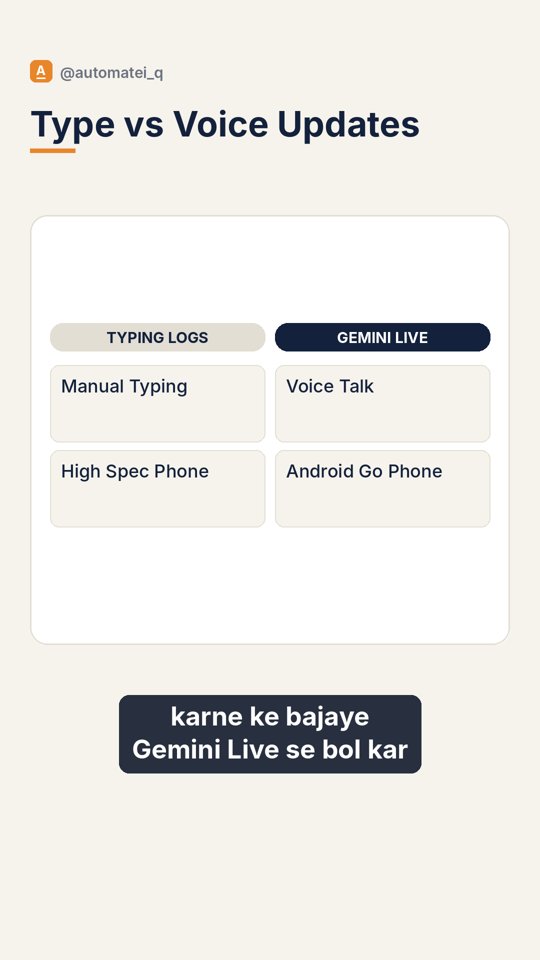 A
@automatei_q
Type vs Voice Updates
TYPING LOGS
GEMINI LIVE
Manual Typing
Voice Talk
High Spec Phone
Android Go Phone
karne ke bajaye
Gemini Live se bol kar